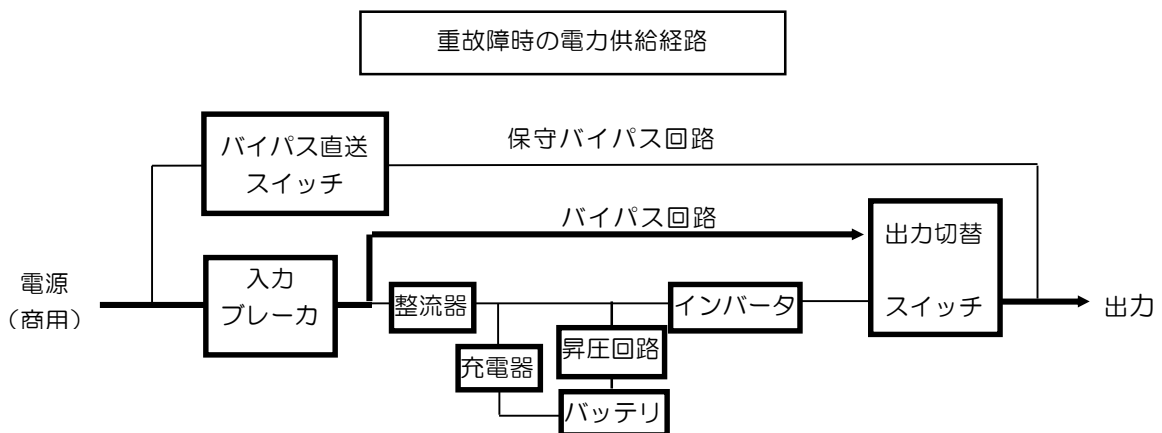 重故障時の電力供給経路
バイパス直送
スイッチ
保守バイパス回路
バイパス回路
出力切替
スイッチ
電源
(商用)
入力
ブレーカ
整流器
インバータ
出力
充電器
昇圧回路
バッテリ